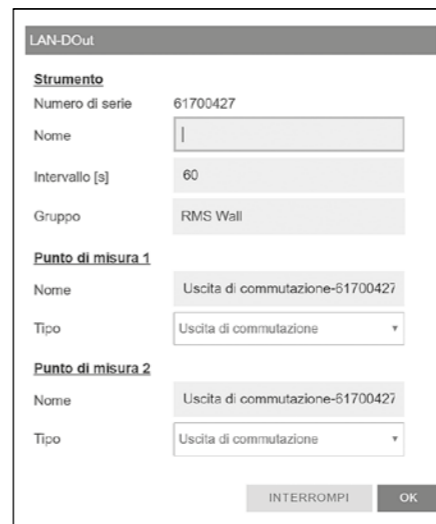 LAN-DOut
Strumento
Numero di serie 61700427
Nome
Intervallo [s] 60
Gruppo RMS Wall
Punto di misura 1
Nome Uscita di commutazione-61700427
Tipo Uscita di commutazione
Punto di misura 2
Nome Uscita di commutazione-61700427
Tipo Uscita di commutazione
INTERROMPI OK